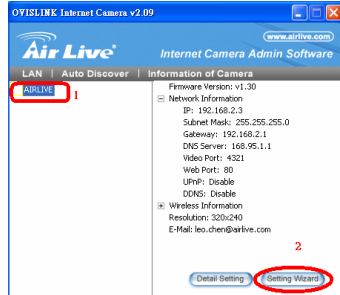 OVISLINK Internet Camera v2.09
(www.airlive.com)
Air Live
Internet Camera Admin Software
LAN | Auto Discover | Information of Camera
AIRLIVE
1
Firmware Version: v1.30
Network Information
IP: 192.168.2.3
Subnet Mask: 255.255.255.0
Gateway: 192.168.2.1
DNS Server: 168.95.1.1
Video Port: 4321
Web Port: 80
UPnP: Disable
DDNS: Disable
Wireless Information
Resolution: 320x240
E-Mail: leo.chen@airlive.com
2
Detail Setting
Setting Wizard